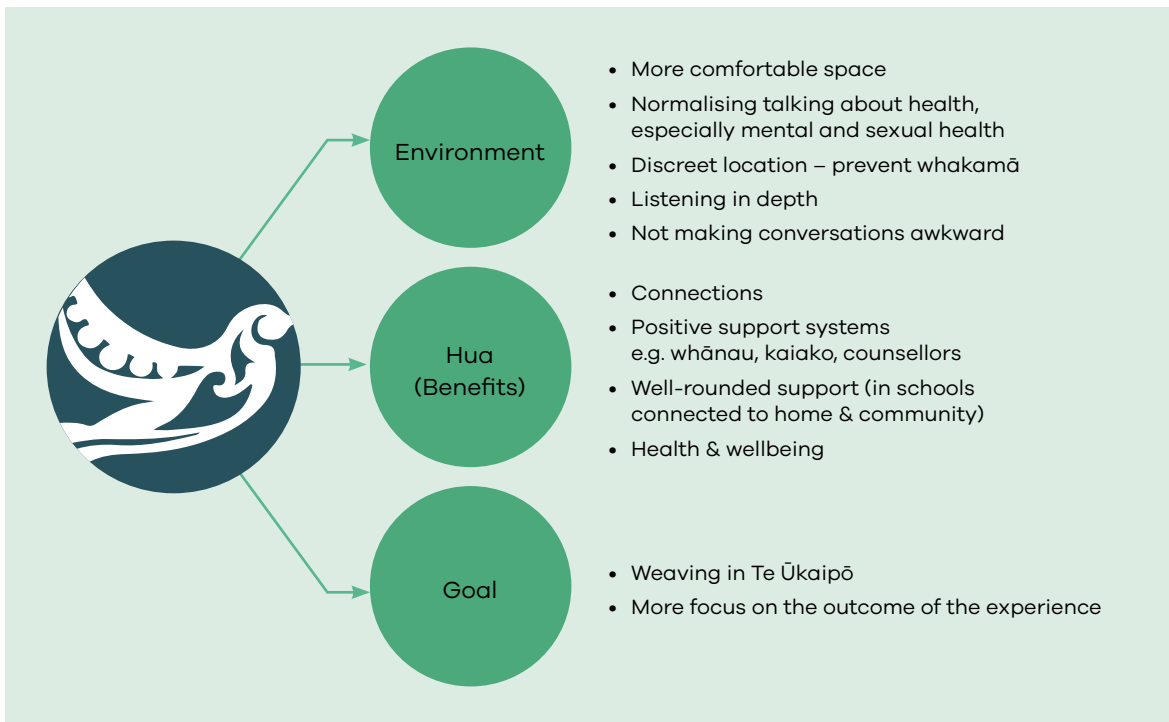 Environment
• More comfortable space
• Normalising talking about health,
especially mental and sexual health
• Discreet location – prevent whakamā
• Listening in depth
• Not making conversations awkward
Hua
(Benefits)
• Connections
• Positive support systems
e.g. whānau, kaiako, counsellors
• Well-rounded support (in schools
connected to home & community)
• Health & wellbeing
Goal
• Weaving in Te Ūkaipō
• More focus on the outcome of the experience